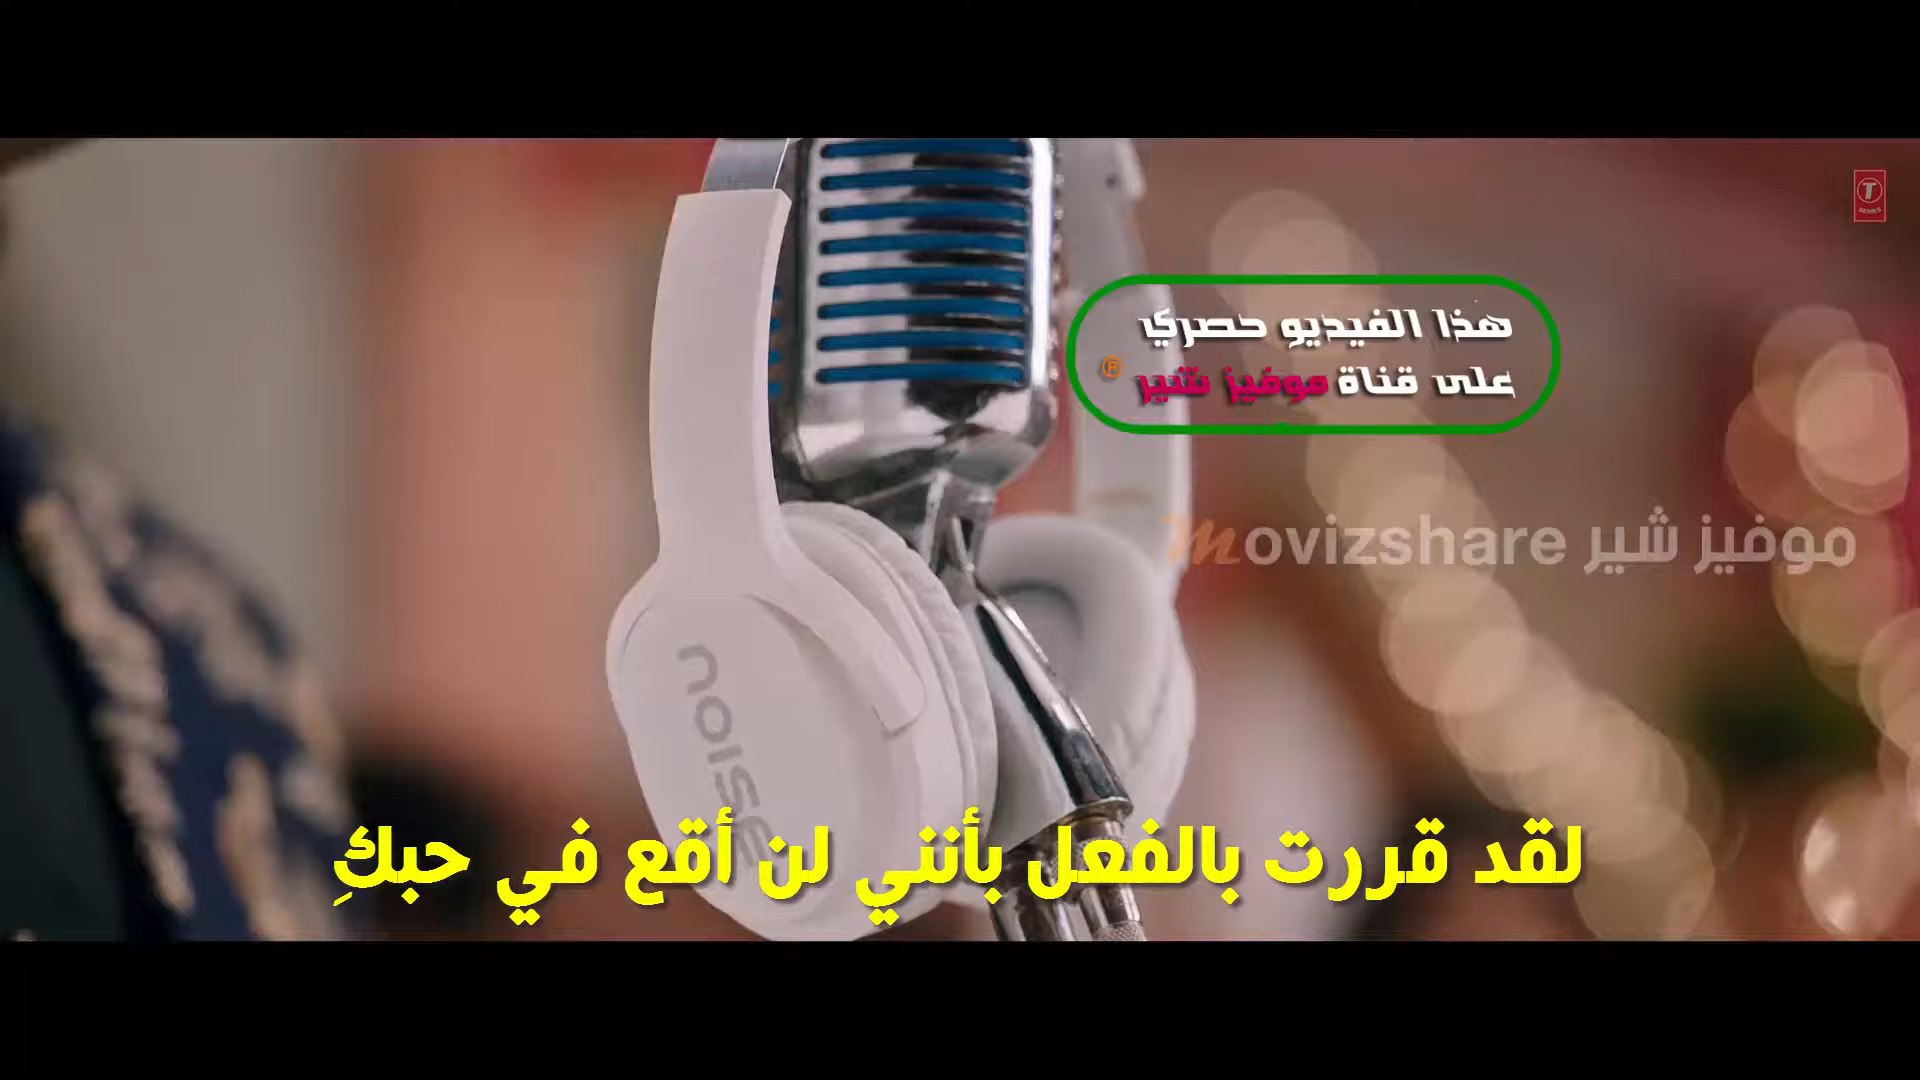 T
SERIES
هذا الفيديو حصري
على قناة موفيز شير ®
Movizshare موفيز شير
noise
لقد قررت بالفعل بأنني لن أقع في حبكِ